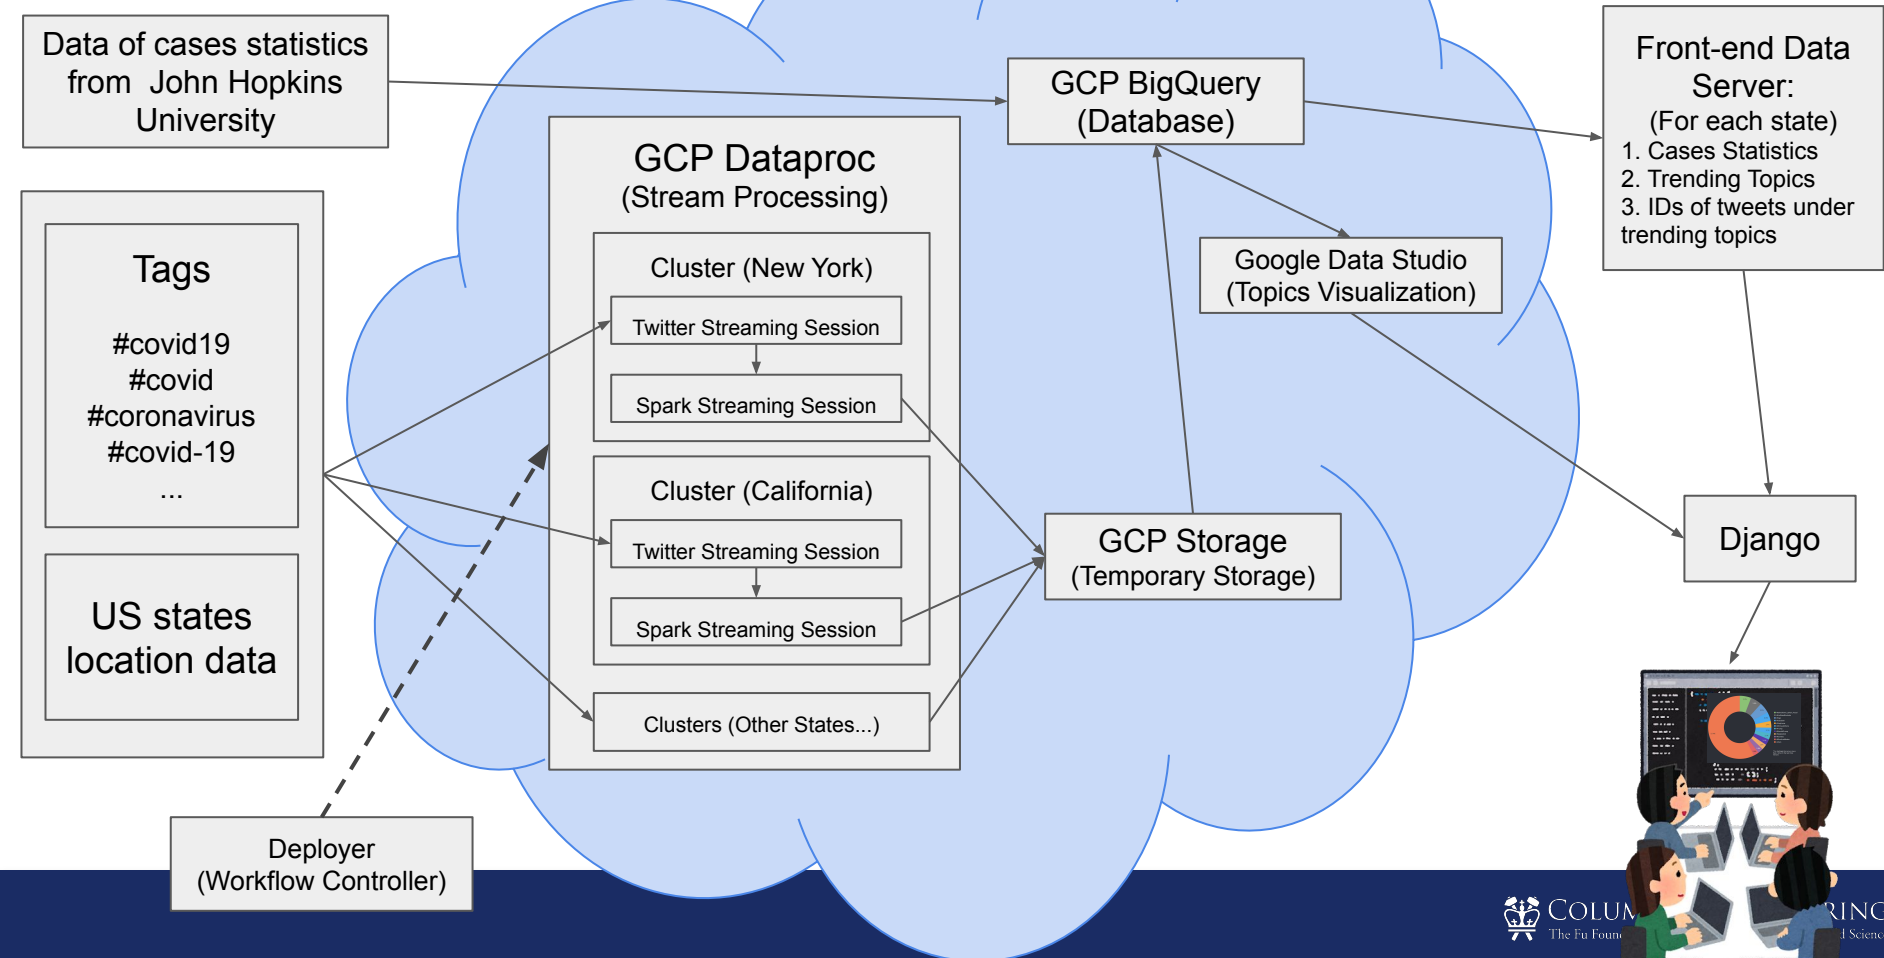 Data of cases statistics
from John Hopkins
University
Tags
#covid19
#covid
#coronavirus
#covid-19
...
US states
location data
Deployer
(Workflow Controller)
GCP Dataproc
(Stream Processing)
Cluster (New York)
Twitter Streaming Session
Spark Streaming Session
Cluster (California)
Twitter Streaming Session
Spark Streaming Session
Clusters (Other States...)
GCP BigQuery
(Database)
Google Data Studio
(Topics Visualization)
GCP Storage
(Temporary Storage)
Front-end Data
Server:
(For each state)
1. Cases Statistics
2. Trending Topics
3. IDs of tweets under
trending topics
Django
The Fu